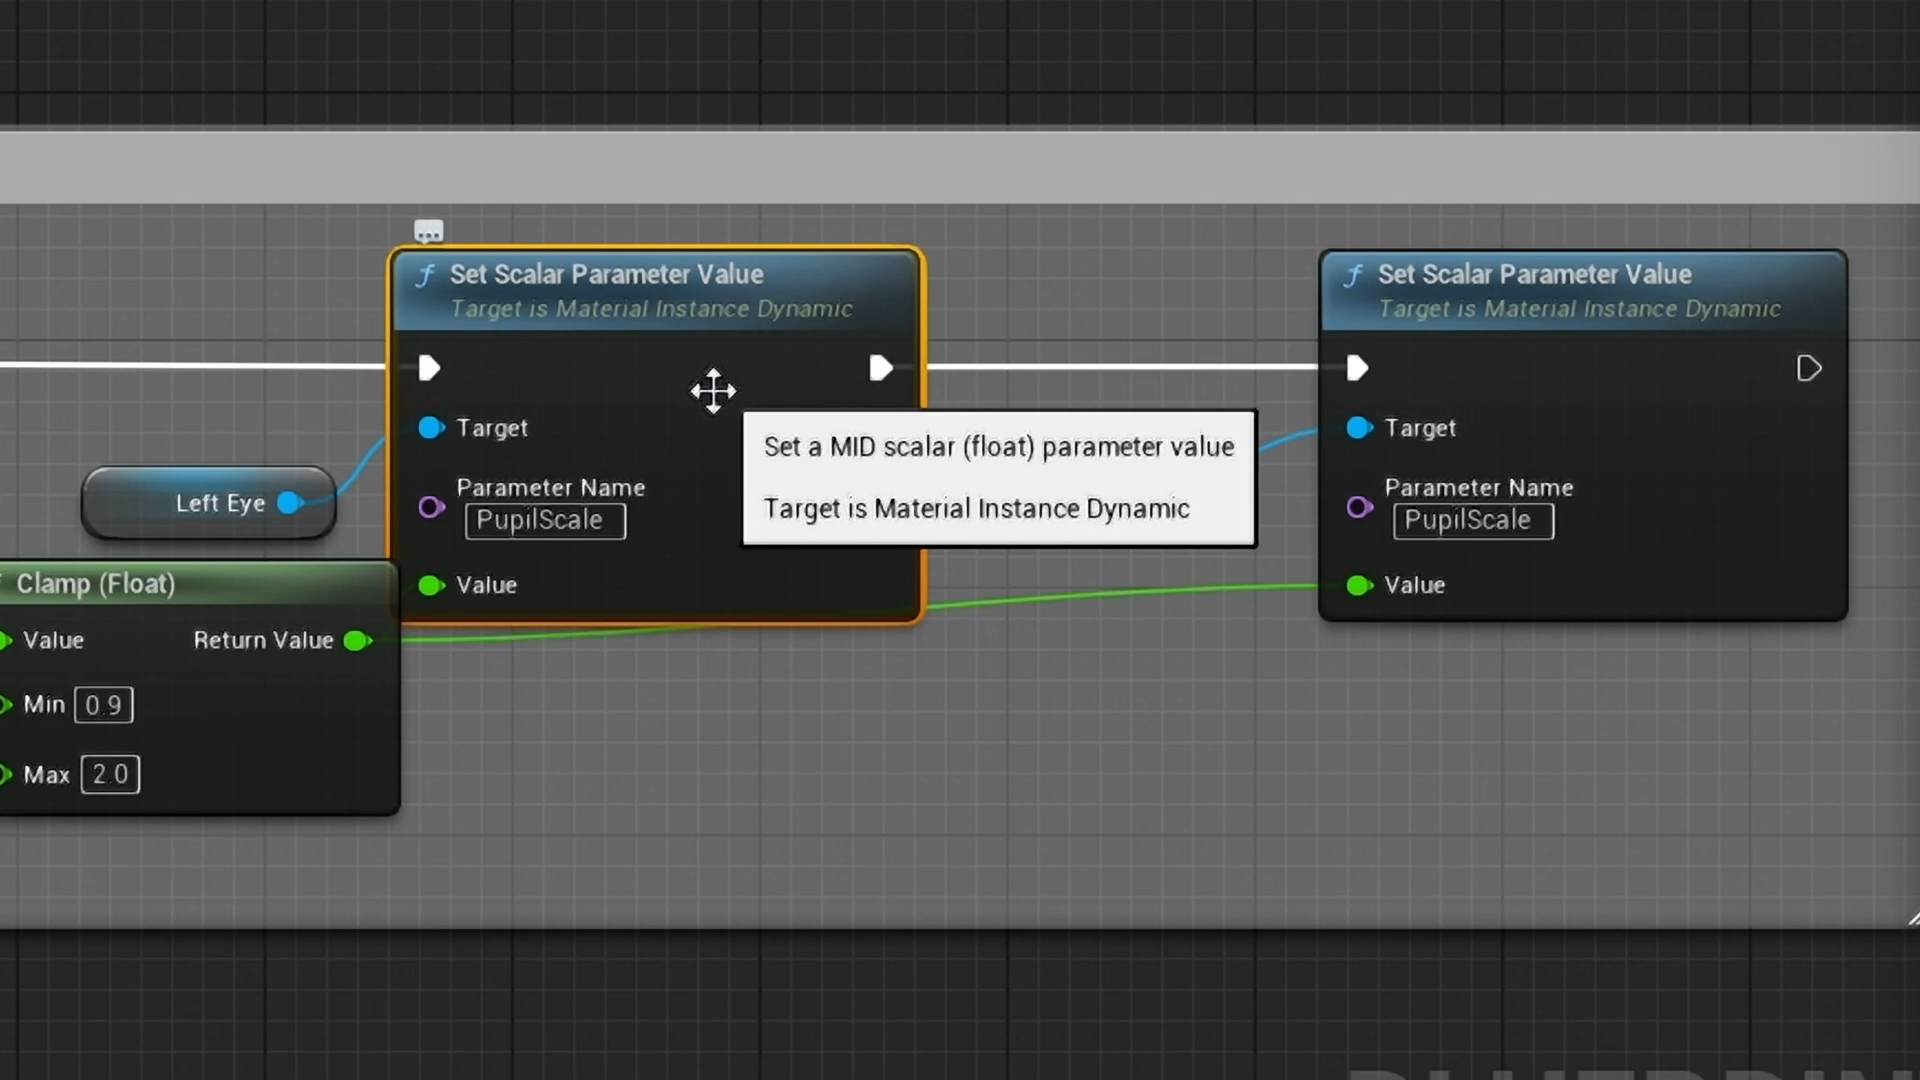 Set Scalar Parameter Value
Target is Material Instance Dynamic
Target
Parameter Name
PupilScale
Value
Left Eye
Clamp (Float)
Value
Return Value
Min 0.9
Max 2.0
Set a MID scalar (float) parameter value
Target is Material Instance Dynamic
Set Scalar Parameter Value
Target is Material Instance Dynamic
Target
Parameter Name
PupilScale
Value